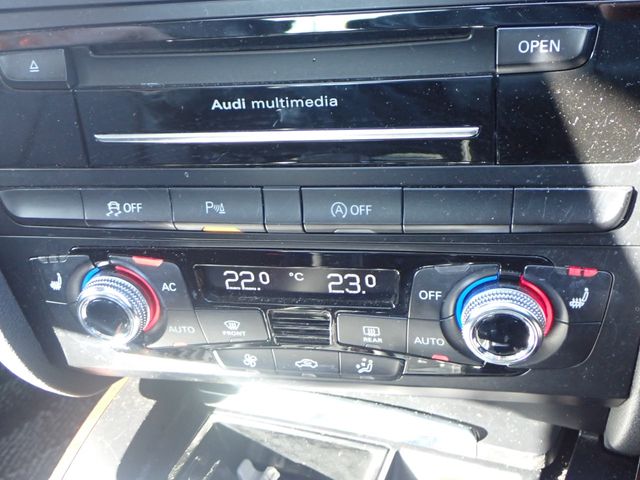 OPEN
Audi multimedia
OFF
P
A OFF
22.0 °C 23.0
AC
OFF
AUTO
AUTO
FRONT
REAR